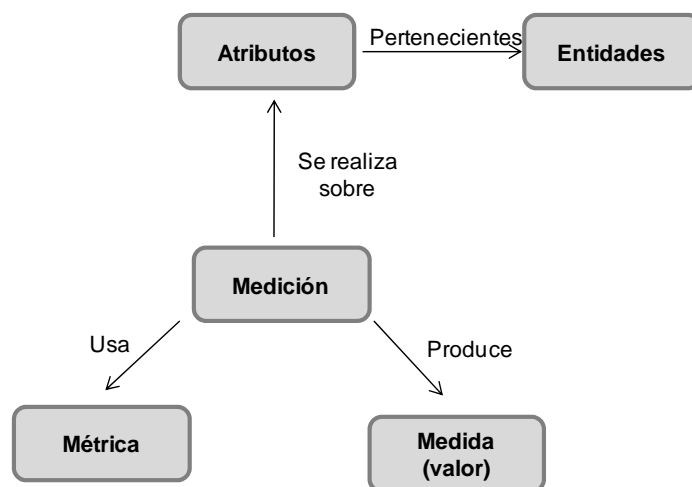 Atributos
Pertenecientes
Entidades
Se realiza
sobre
Medición
Usa
Produce
Métrica
Medida
(valor)